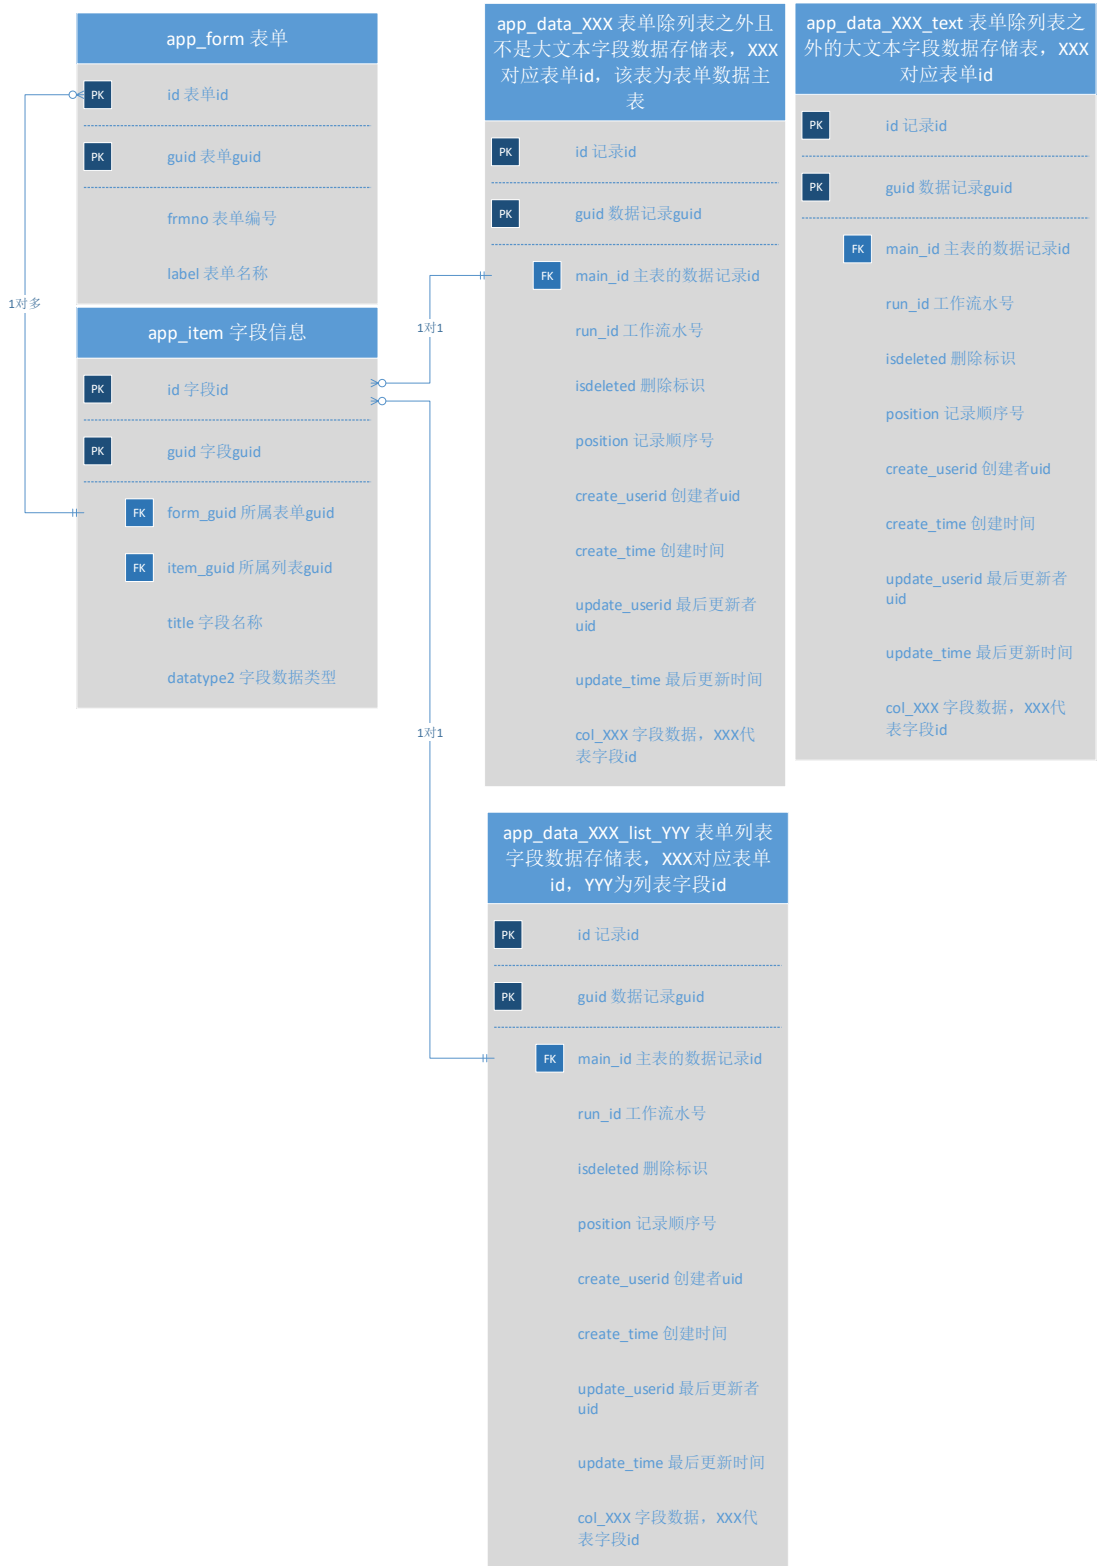 app_form 表单
PK
id 表单id
PK
guid 表单guid
frmno 表单编号
label 表单名称
1对多
app_item 字段信息
PK
id 字段id
PK
guid 字段guid
FK
form_guid 所属表单guid
FK
item_guid 所属列表guid
title 字段名称
datatype2 字段数据类型
1对1
1对1
app_data_XXX 表单除列表之外且
不是大文本字段数据存储表，XXX
对应表单id，该表为表单数据主
表
PK
id 记录id
PK
guid 数据记录guid
FK
main_id 主表的数据记录id
run_id 工作流水号
isdeleted 删除标识
position 记录顺序号
create_userid 创建者uid
create_time 创建时间
update_userid 最后更新者
uid
update_time 最后更新时间
col_XXX 字段数据，XXX代
表字段id
app_data_XXX_text 表单除列表之
外的大文本字段数据存储表，XXX
对应表单id
PK
id 记录id
PK
guid 数据记录guid
FK
main_id 主表的数据记录id
run_id 工作流水号
isdeleted 删除标识
position 记录顺序号
create_userid 创建者uid
create_time 创建时间
update_userid 最后更新者
uid
update_time 最后更新时间
col_XXX 字段数据，XXX代
表字段id
app_data_XXX_list_YYY 表单列表
字段数据存储表，XXX对应表单
id，YYY为列表字段id
PK
id 记录id
PK
guid 数据记录guid
FK
main_id 主表的数据记录id
run_id 工作流水号
isdeleted 删除标识
position 记录顺序号
create_userid 创建者uid
create_time 创建时间
update_userid 最后更新者
uid
update_time 最后更新时间
col_XXX 字段数据，XXX代
表字段id